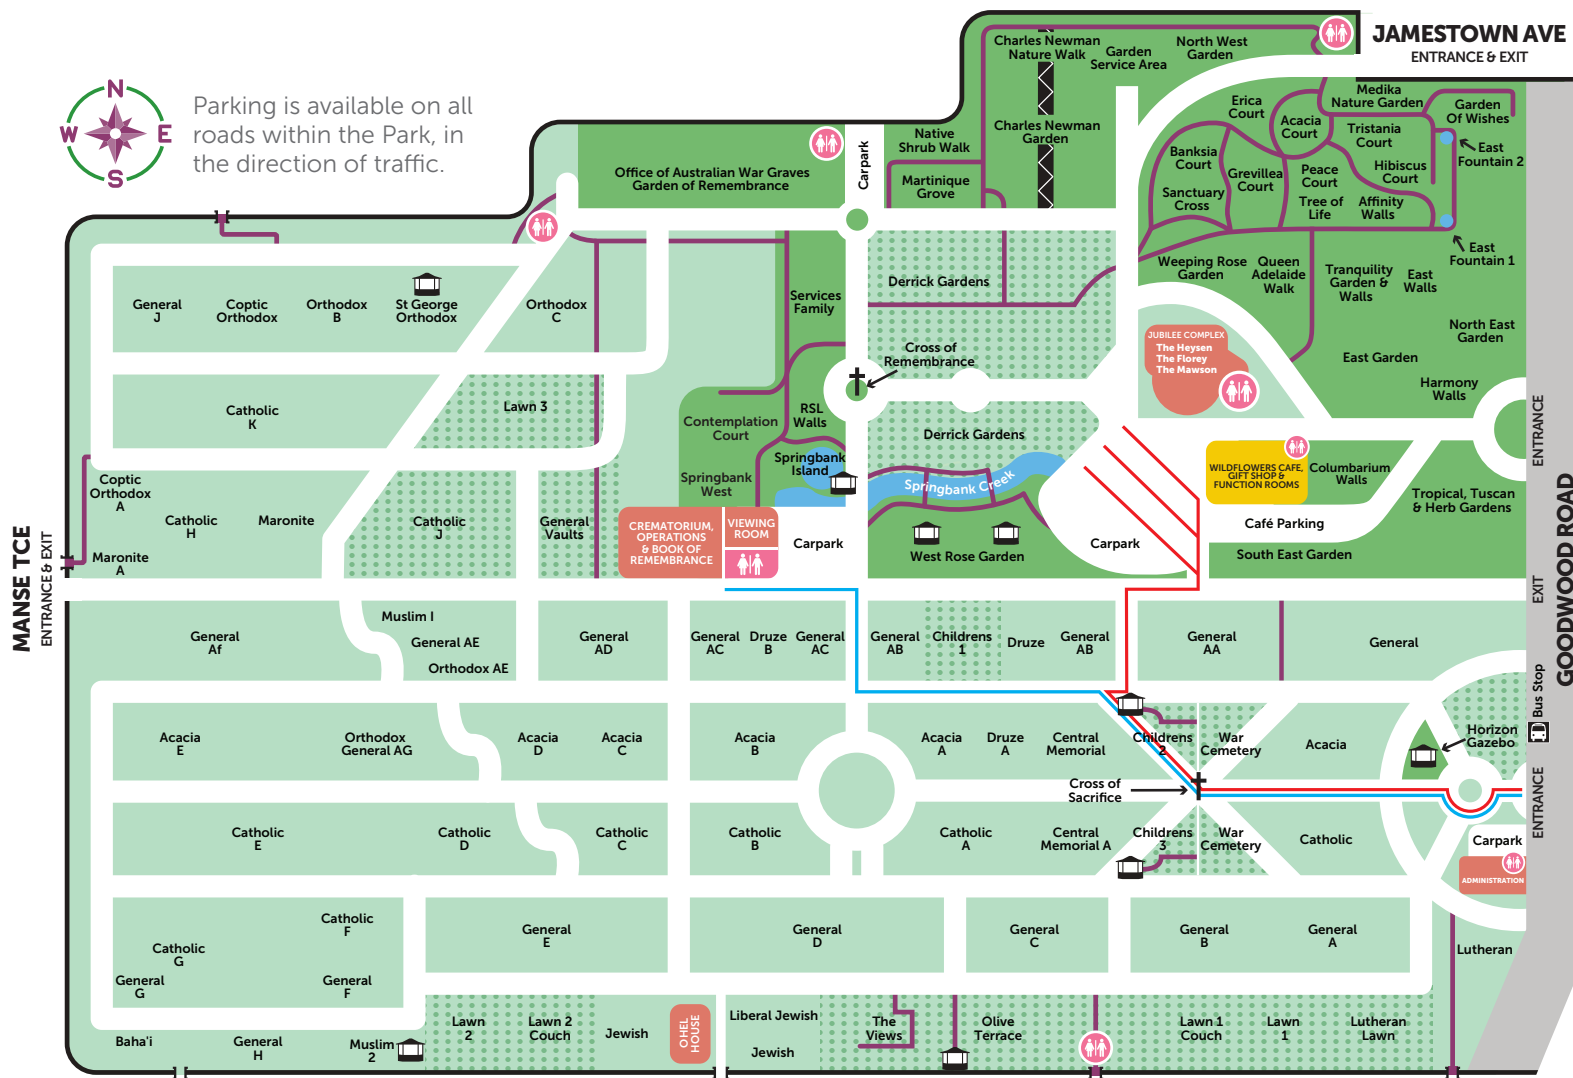 JAMESTOWN AVE
ENTRANCE & EXIT
N
W
E
S
Parking is available on all
roads within the Park, in
the direction of traffic.
Charles Newman
Nature Walk
Garden
Service Area
North West
Garden
Charles Newman
Garden
Native
Shrub Walk
Martinique
Grove
Carpark
Office of Australian War Graves
Garden of Remembrance
Erica
Court
Acacia
Court
Medika
Nature Garden
Garden
Of Wishes
Tristania
Court
East
Fountain 2
Banksia
Court
Grevillea
Court
Peace
Court
Hibiscus
Court
Sanctuary
Cross
Tree of
Life
Affinity
Walls
East
Fountain 1
Weeping Rose
Garden
Queen
Adelaide
Walk
Tranquility
Garden &
Walls
East
Walls
North East
Garden
East Garden
Harmony
Walls
JUBILEE COMPLEX
The Heysen
The Florey
The Mawson
General
J
Coptic
Orthodox
Orthodox
B
St George
Orthodox
Orthodox
C
Services
Family
Derrick Gardens
Cross of
Remembrance
Catholic
K
Lawn 3
Contemplation
Court
RSL
Walls
Derrick Gardens
Springbank
Island
Springbank
West
Springbank Creek
WILDFLOWERS CAFE,
GIFT SHOP &
FUNCTION ROOMS
Columbarium
Walls
Tropical, Tuscan
& Herb Gardens
ENTRANCE
Coptic
Orthodox
A
Catholic
H
Maronite
Catholic
J
General
Vaults
CREMATORIUM,
OPERATIONS
& BOOK OF
REMEMBRANCE
VIEWING
ROOM
Carpark
West Rose Garden
Carpark
Café Parking
South East Garden
Maronite
A
MANSE TCE
ENTRANCE & EXIT
EXIT
GOODWOOD ROAD
General
Af
Muslim I
General AE
Orthodox AE
General
AD
General
AC
Druze
B
General
AC
General
AB
Childrens
1
Druze
General
AB
General
AA
General
Bus Stop
Acacia
E
Orthodox
General AG
Acacia
D
Acacia
C
Acacia
B
Acacia
A
Druze
A
Central
Memorial
Childrens
2
War
Cemetery
Acacia
Horizon
Gazebo
Cross of
Sacrifice
ENTRANCE
Catholic
E
Catholic
D
Catholic
C
Catholic
B
Catholic
A
Central
Memorial A
Childrens
3
War
Cemetery
Catholic
Carpark
ADMINISTRATION
Catholic
F
Catholic
G
General
G
General
F
General
E
General
D
General
C
General
B
General
A
Lutheran
Baha'i
General
H
Muslim
2
Lawn
2
Lawn 2
Couch
Jewish
OHEL
HOUSE
Liberal Jewish
Jewish
The
Views
Olive
Terrace
Lawn 1
Couch
Lawn
1
Lutheran
Lawn